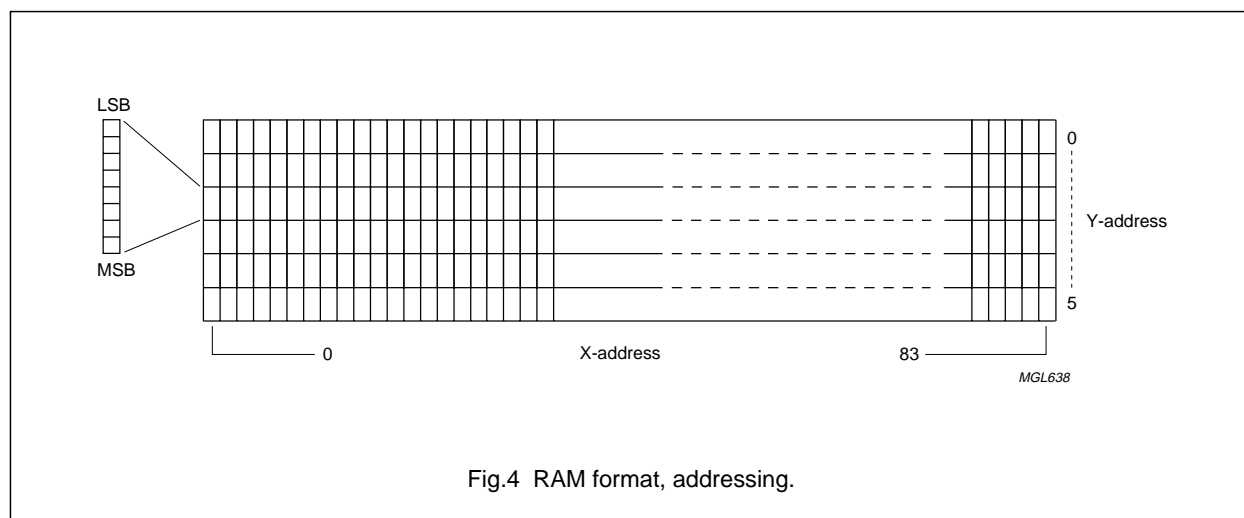 LSB
MSB
0
Y-address
5
0
X-address
83
MGL638
Fig.4 RAM format, addressing.